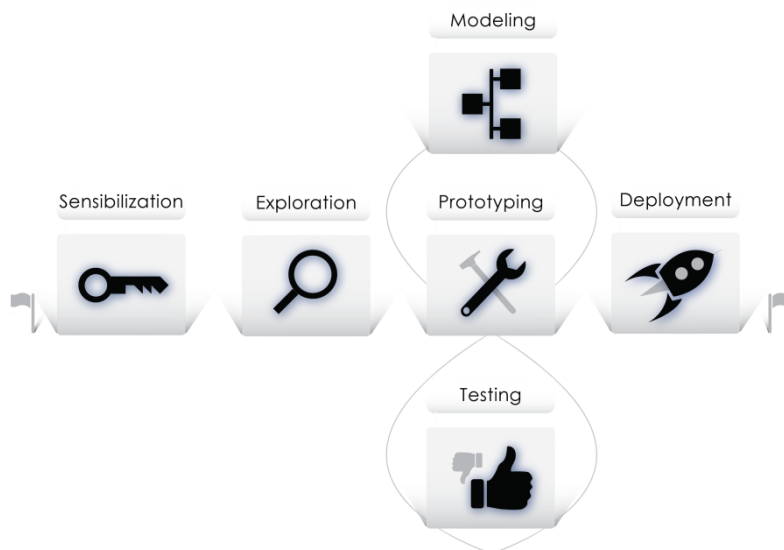 Modeling
Sensibilization
Exploration
Prototyping
Deployment
Testing